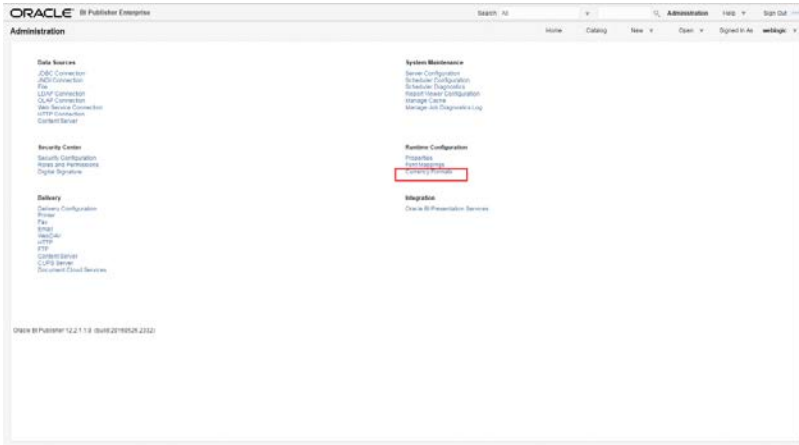 ORACLE BI Publisher Enterprise
Search All
Administration Help Sign Out
Administration
Home Catalog New Open Signed In As weblogic
Data Sources
JDBC Connection
JNDI Connection
File
LDAP Connection
OLAP Connection
Web Service Connection
HTTP Connection
Content Server
System Maintenance
Server Configuration
Scheduler Configuration
Scheduler Diagnostics
Report Viewer Configuration
Manage Cache
Manage Job Diagnostics Log
Security Center
Security Configuration
Roles and Permissions
Digital Signature
Runtime Configuration
Properties
Font Mappings
Currency Formats
Delivery
Delivery Configuration
Printer
Fax
Email
WebDAV
HTTP
FTP
Content Server
CUPS Server
Document Cloud Services
Integration
Oracle BI Presentation Services
Oracle BI Publisher 12.2.1.1.0 (build:20160526.2332)